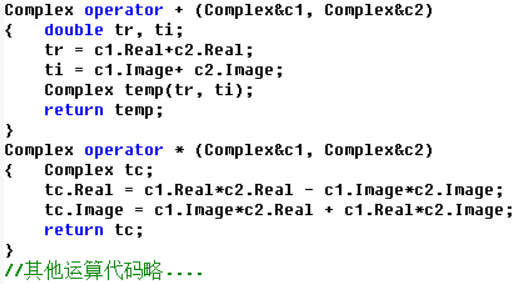 Complex operator + (Complex&c1, Complex&c2)
{   double tr, ti;
    tr = c1.Real+c2.Real;
    ti = c1.Image+ c2.Image;
    Complex temp(tr, ti);
    return temp;
}
Complex operator * (Complex&c1, Complex&c2)
{   Complex tc;
    tc.Real = c1.Real*c2.Real - c1.Image*c2.Image;
    tc.Image = c1.Image*c2.Real + c1.Real*c2.Image;
    return tc;
}
//其他运算代码略....